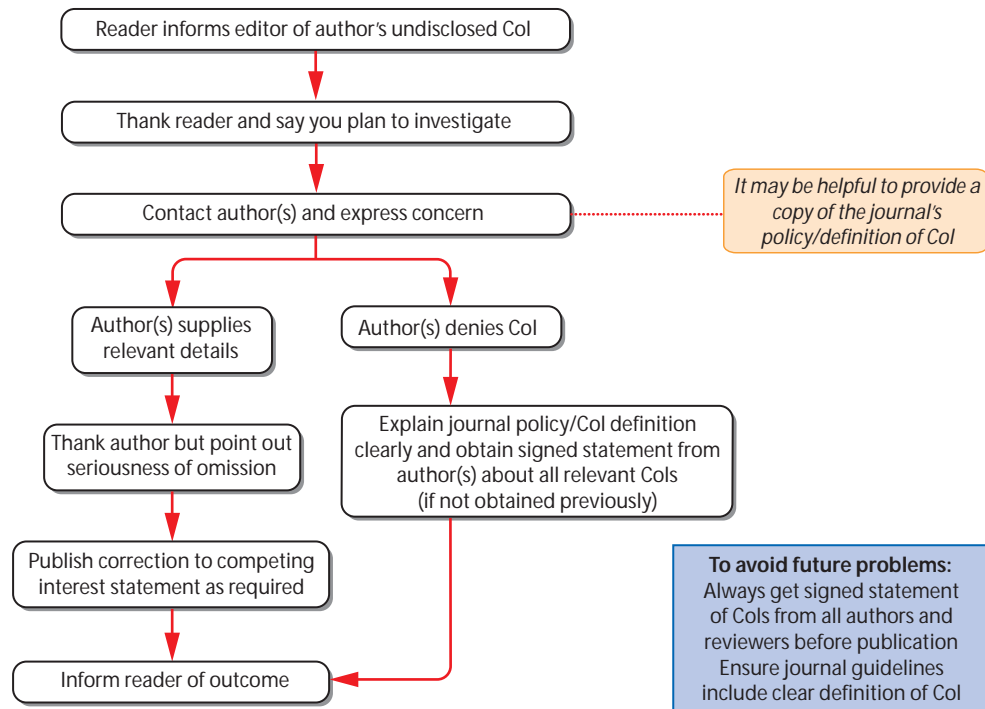 Reader informs editor of author's undisclosed CoI
Thank reader and say you plan to investigate
Contact author(s) and express concern
It may be helpful to provide a
copy of the journal's
policy/definition of CoI
Author(s) supplies
relevant details
Author(s) denies CoI
Thank author but point out
seriousness of omission
Explain journal policy/CoI definition
clearly and obtain signed statement from
author(s) about all relevant CoIs
(if not obtained previously)
Publish correction to competing
interest statement as required
Inform reader of outcome
To avoid future problems:
Always get signed statement
of CoIs from all authors and
reviewers before publication
Ensure journal guidelines
include clear definition of CoI